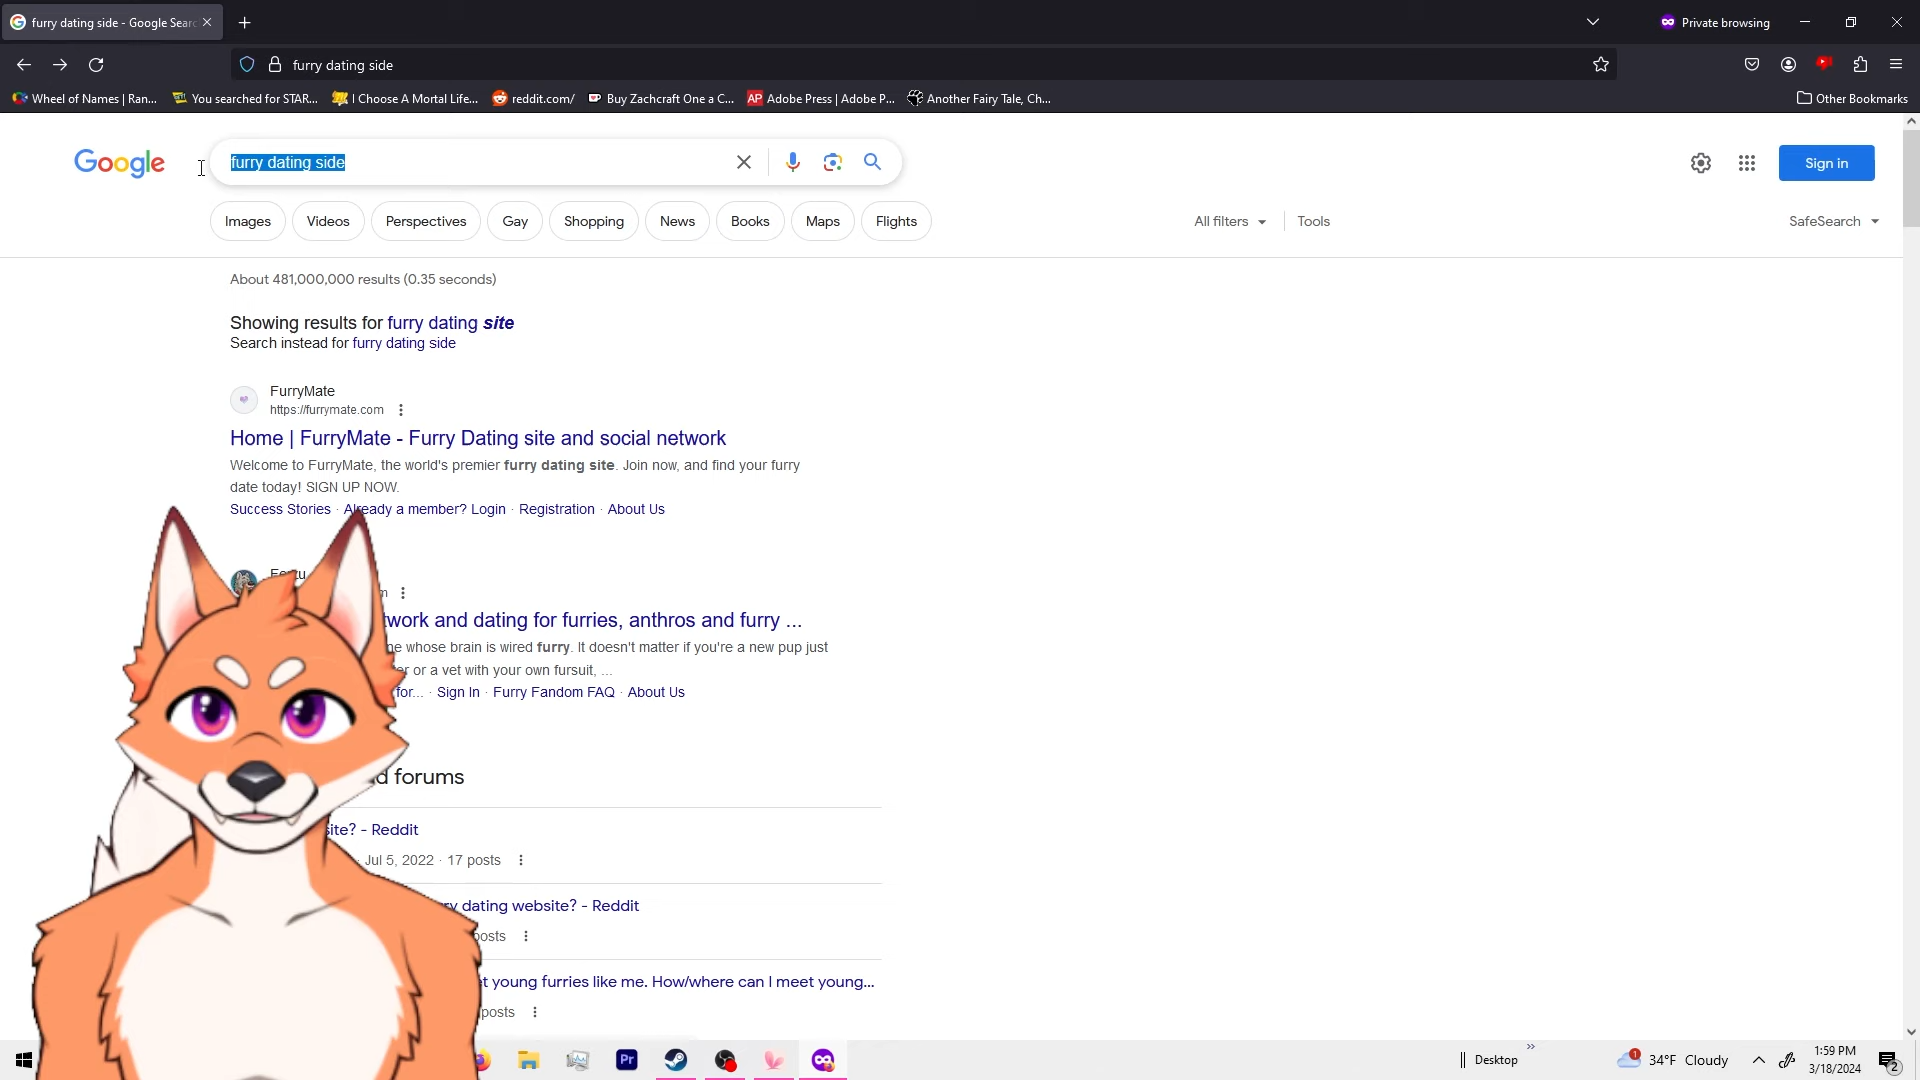 furry dating side - Google Searc
Private browsing
furry dating side
Wheel of Names | Ran...
You searched for STAR...
I Choose A Mortal Life...
reddit.com/
Buy Zachcraft One a C...
Adobe Press | Adobe P...
Another Fairy Tale, Ch...
Other Bookmarks
Google
furry dating side
Sign in
Images
Videos
Perspectives
Gay
Shopping
News
Books
Maps
Flights
All filters
Tools
SafeSearch
About 481,000,000 results (0.35 seconds)
Showing results for furry dating site
Search instead for furry dating side
FurryMate
https://furrymate.com
Home | FurryMate - Furry Dating site and social network
Welcome to FurryMate, the world's premier furry dating site. Join now, and find your furry
date today! SIGN UP NOW.
Success Stories · Already a member? Login · Registration · About Us
work and dating for furries, anthros and furry ...
whose brain is wired furry. It doesn't matter if you're a new pup just
or a vet with your own fursuit, ...
for... · Sign In · Furry Fandom FAQ · About Us
forums
site? - Reddit
Jul 5, 2022 · 17 posts
dating website? - Reddit
posts
young furries like me. How/where can I meet young...
posts
Pr
Desktop
1
34°F Cloudy
1:59 PM
3/18/2024
2